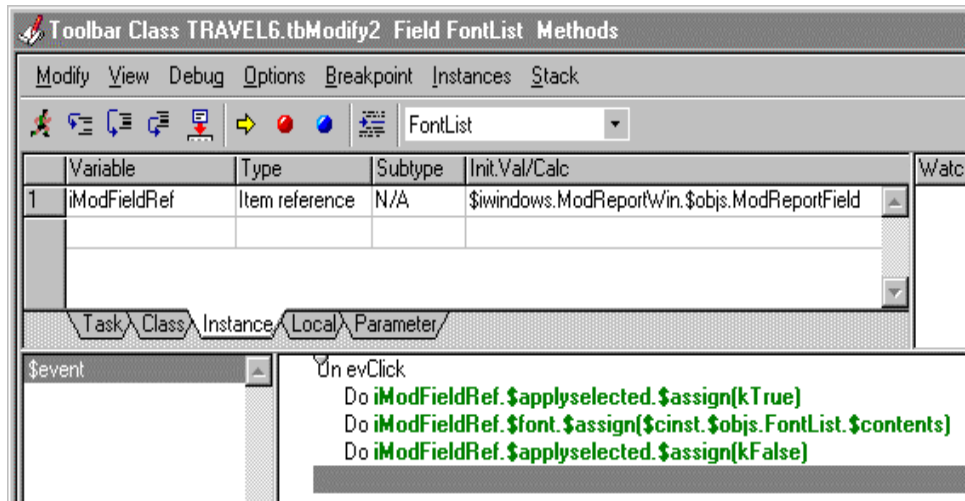 Toolbar Class TRAVEL6.tbModify2 Field FontList Methods
Modify View Debug Options Breakpoint Instances Stack
FontList
Variable Type Subtype Init.Val/Calc Watc
1 iModFieldRef Item reference N/A $iwindows.ModReportWin.$objs.ModReportField
Task Class Instance Local Parameter
$event On evClick
Do iModFieldRef.$applyselected.$assign(kTrue)
Do iModFieldRef.$font.$assign($cinst.$objs.FontList.$contents)
Do iModFieldRef.$applyselected.$assign(kFalse)